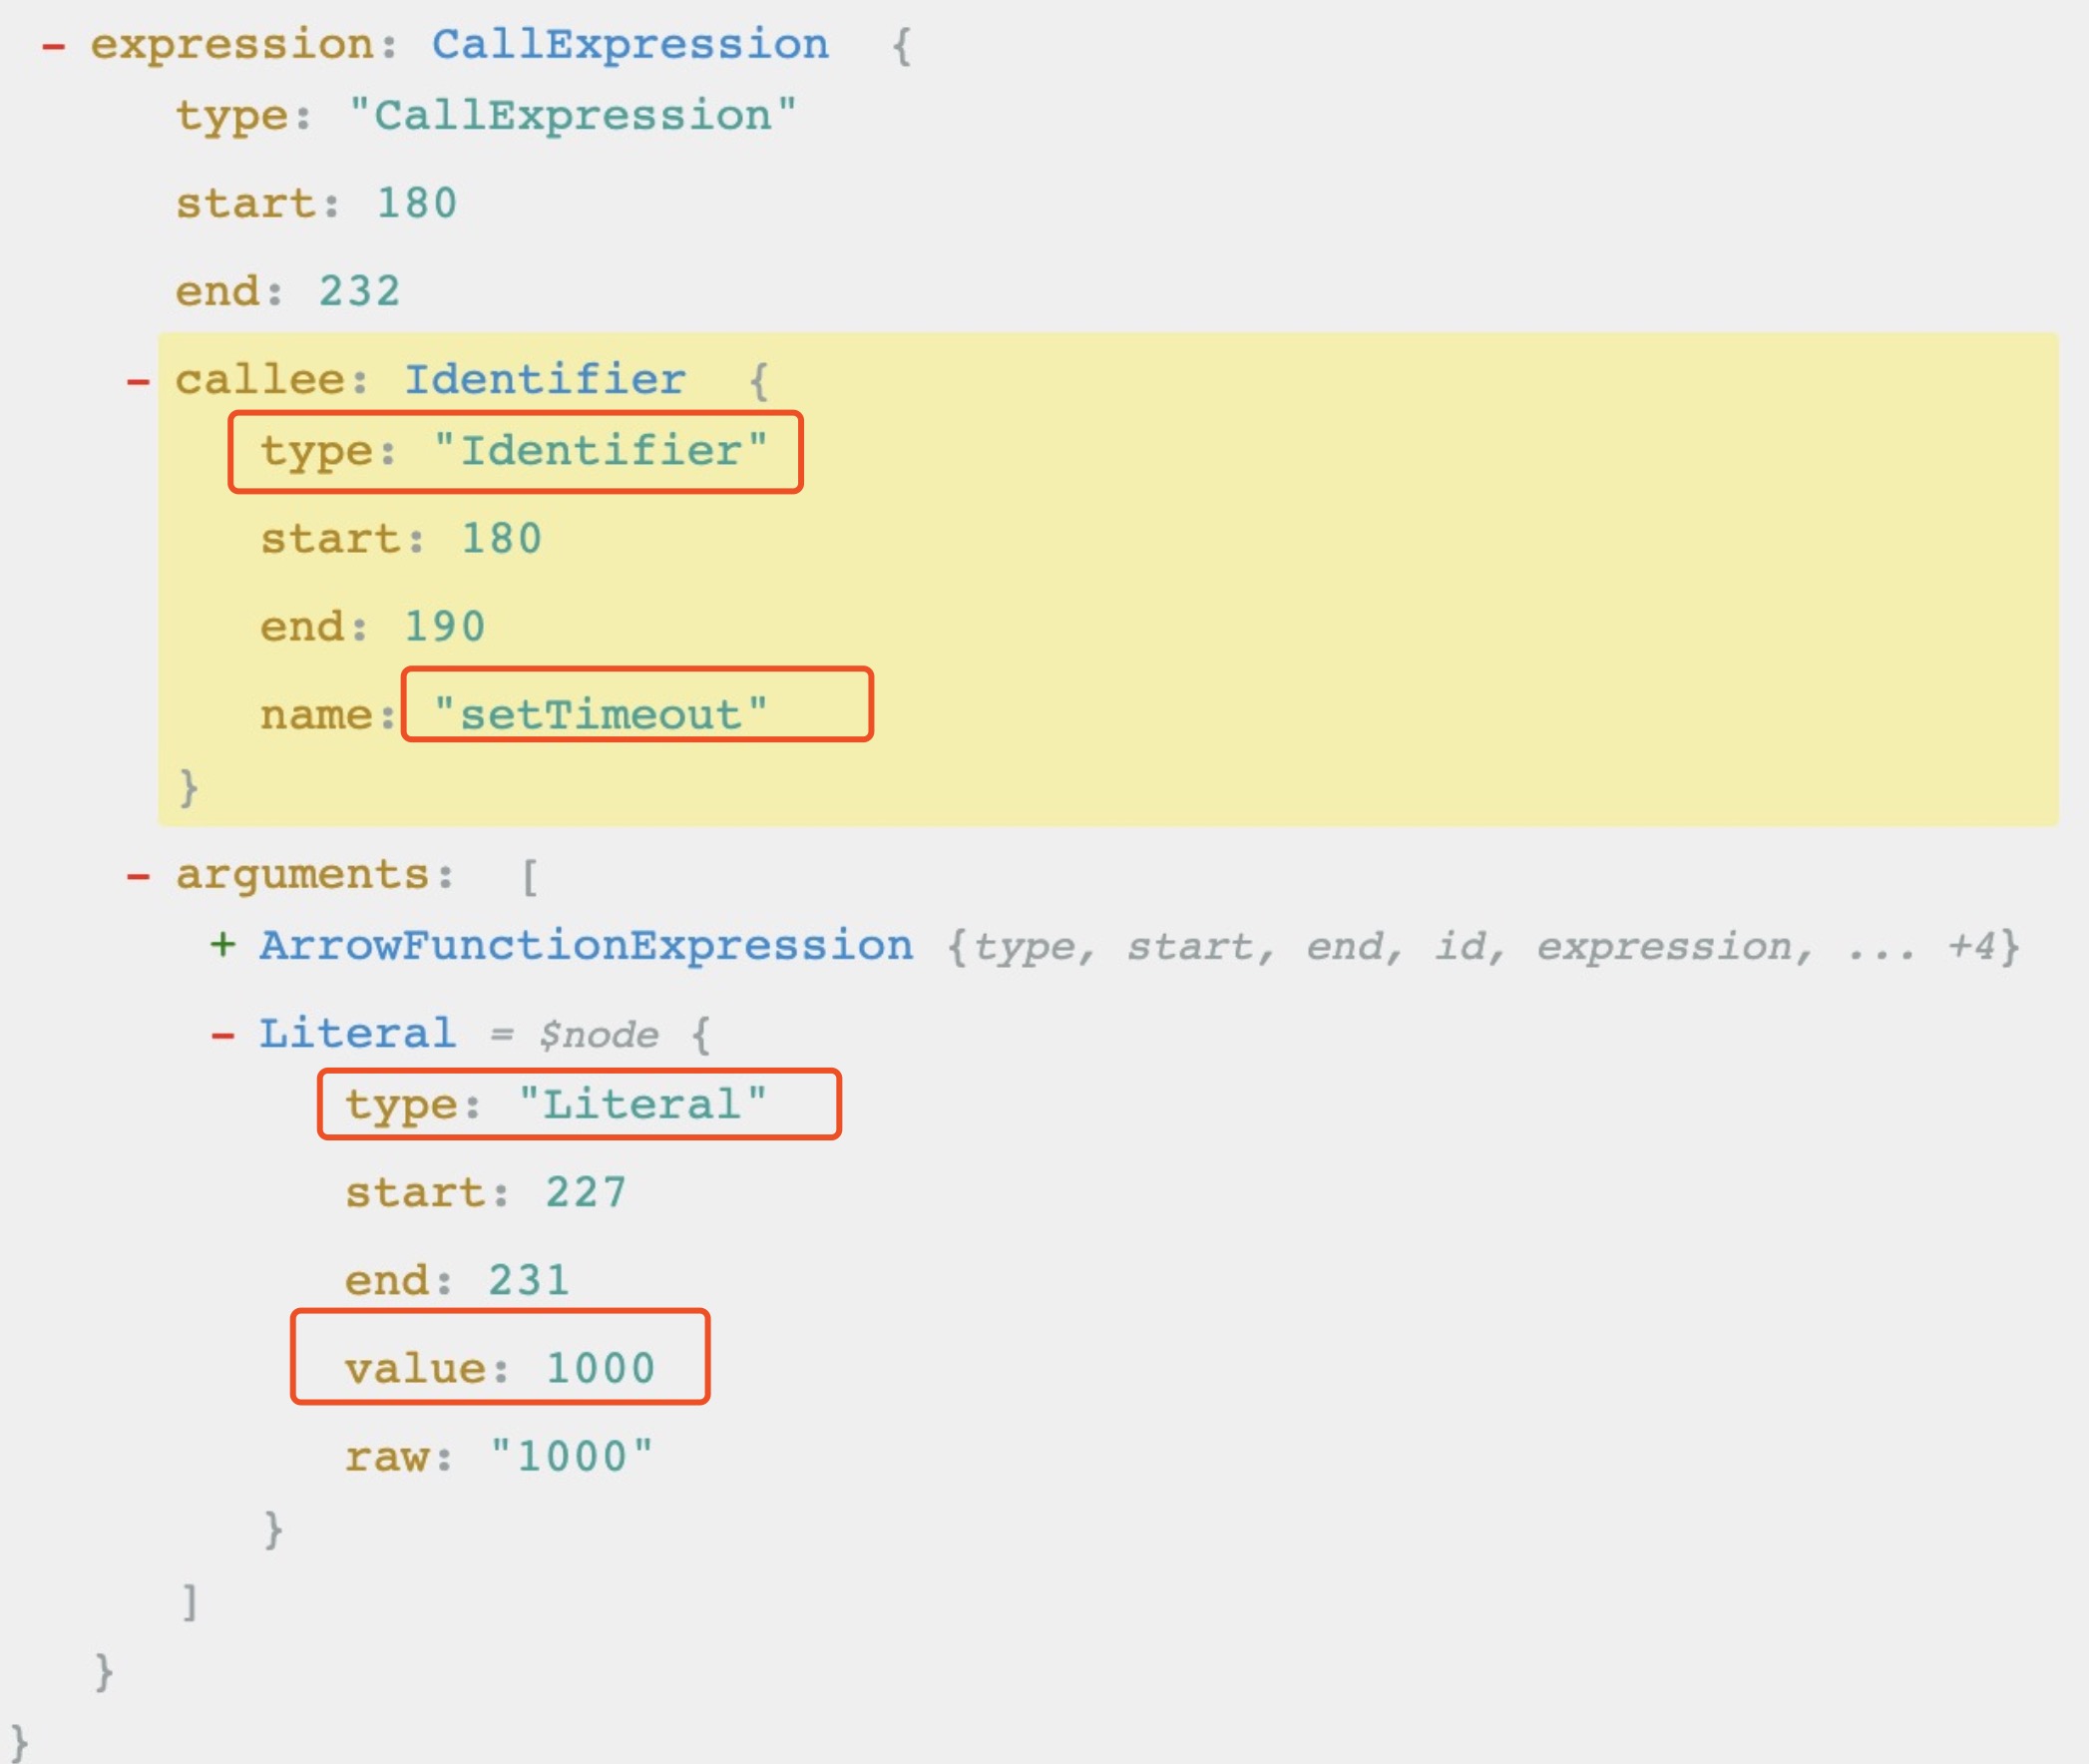 − expression: CallExpression {
type: "CallExpression"
start: 180
end: 232
− callee: Identifier {
type: "Identifier"
start: 180
end: 190
name: "setTimeout"
}
− arguments: [
+ ArrowFunctionExpression {type, start, end, id, expression, ... +4}
− Literal = $node {
type: "Literal"
start: 227
end: 231
value: 1000
raw: "1000"
}
]
}
}